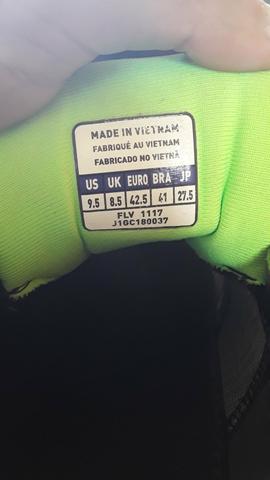 MADE IN VIETNAM
FABRIQUÉ AU VIETNAM
FABRICADO NO VIETNÃ
US UK EURO BRA JP
9.5 8.5 42.5 41 27.5
FLV 1117
J1GC180037